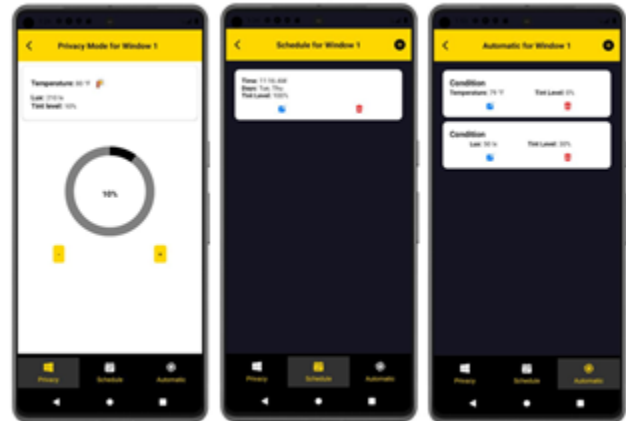 Privacy Mode for Window 1
Temperature: 80 °F
Lux: 210 lx
Tint level: 10%
10%
-
+
Privacy
Schedule
Automatic
Schedule for Window 1
Time: 11:16 AM
Days: Tue, Thu
Tint Level: 100%
Privacy
Schedule
Automatic
Automatic for Window 1
Condition
Temperature: 79 °F Tint Level: 0%
Condition
Lux: 50 lx Tint Level: 30%
Privacy
Schedule
Automatic